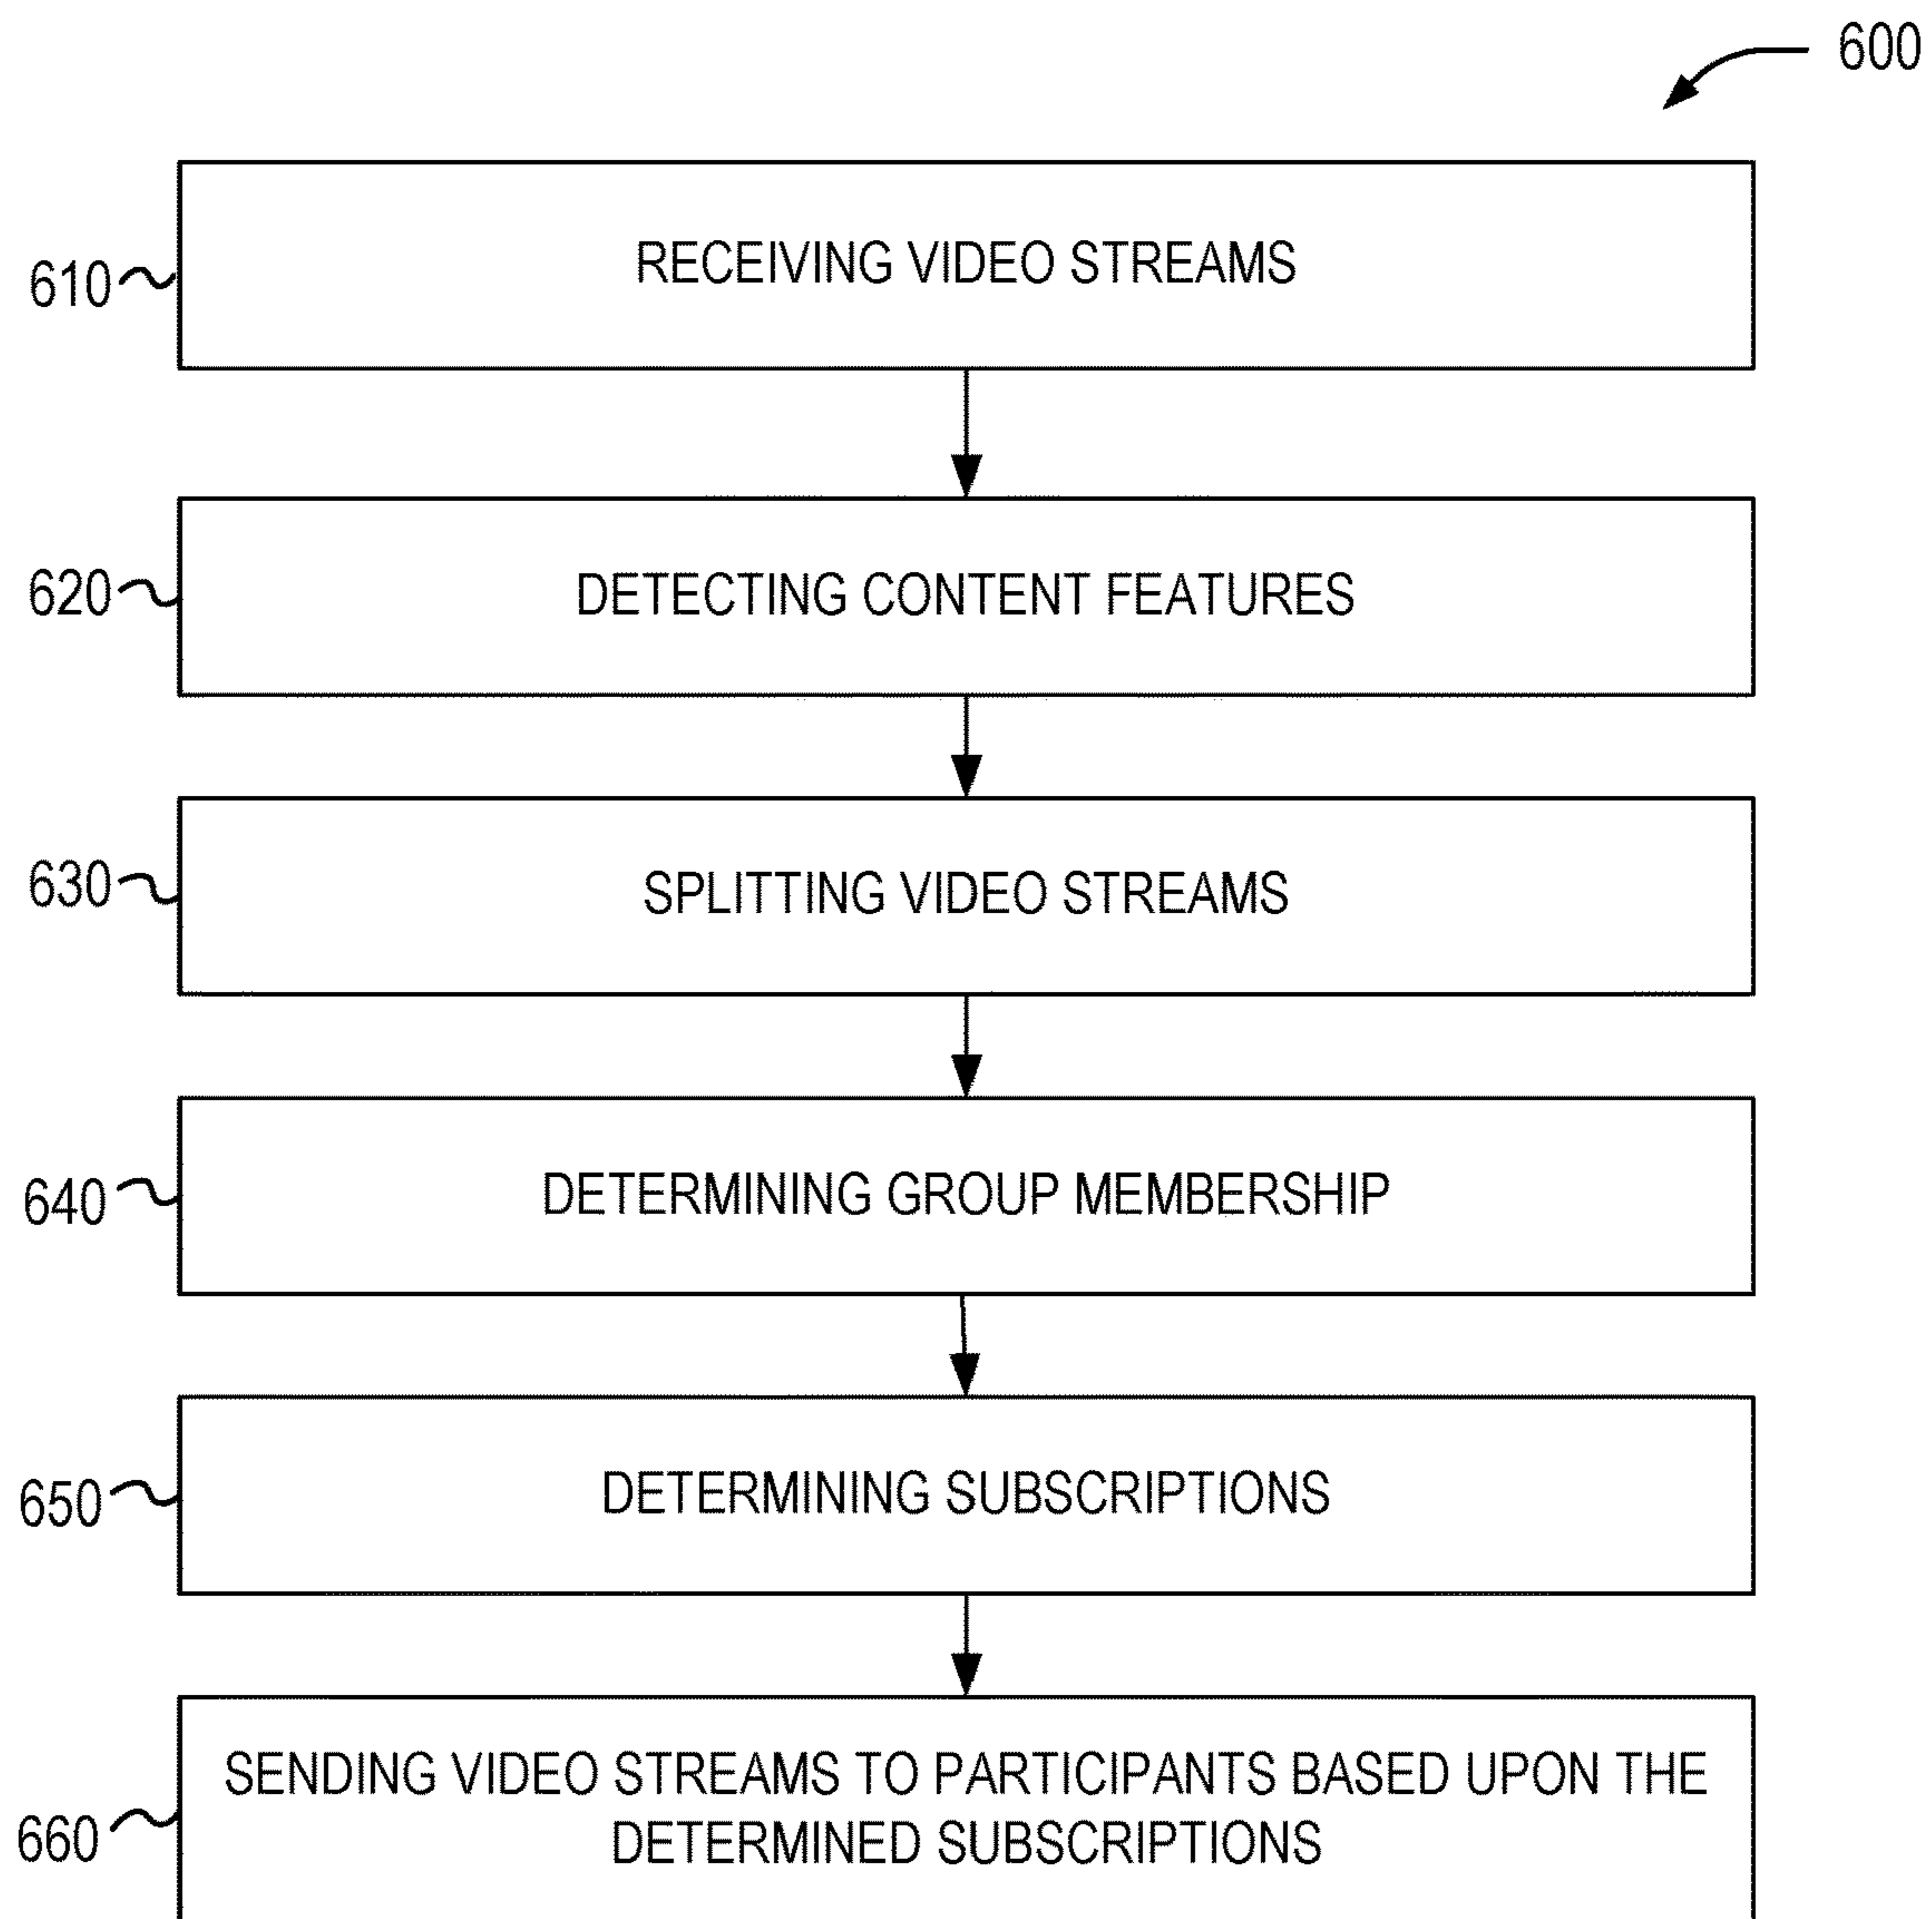 600
610
RECEIVING VIDEO STREAMS
620
DETECTING CONTENT FEATURES
630
SPLITTING VIDEO STREAMS
640
DETERMINING GROUP MEMBERSHIP
650
DETERMINING SUBSCRIPTIONS
660
SENDING VIDEO STREAMS TO PARTICIPANTS BASED UPON THE
DETERMINED SUBSCRIPTIONS